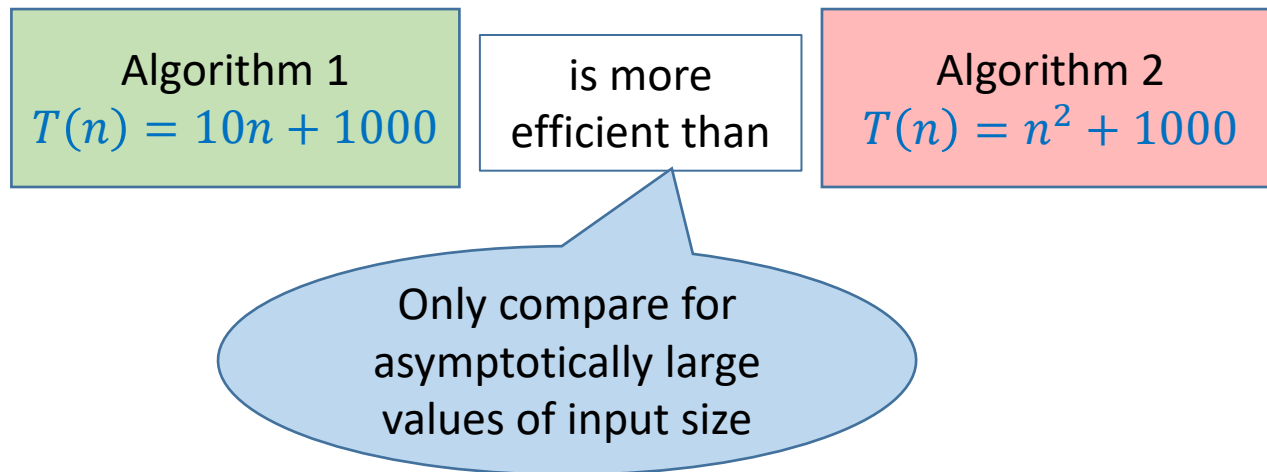 Algorithm 1
T(n) = 10n + 1000
is more
efficient than
Algorithm 2
T(n) = n² + 1000
Only compare for
asymptotically large
values of input size